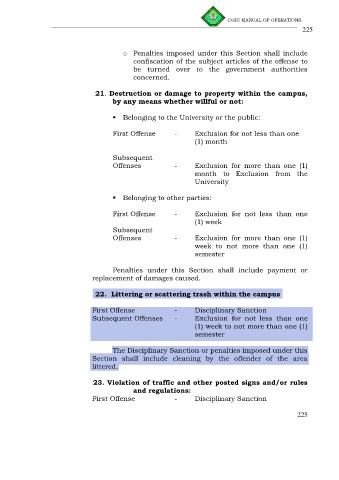 CvSU MANUAL OF OPERATIONS
225
o Penalties imposed under this Section shall include
confiscation of the subject articles of the offense to
be turned over to the government authorities
concerned.
21. Destruction or damage to property within the campus,
by any means whether willful or not:
▪ Belonging to the University or the public:
First Offense - Exclusion for not less than one
(1) month
Subsequent
Offenses - Exclusion for more than one (1)
month to Exclusion from the
University
▪ Belonging to other parties:
First Offense - Exclusion for not less than one
(1) week
Subsequent
Offenses - Exclusion for more than one (1)
week to not more than one (1)
semester
Penalties under this Section shall include payment or
replacement of damages caused.
22. Littering or scattering trash within the campus
First Offense - Disciplinary Sanction
Subsequent Offenses - Exclusion for not less than one
(1) week to not more than one (1)
semester
The Disciplinary Sanction or penalties imposed under this
Section shall include cleaning by the offender of the area
littered.
23. Violation of traffic and other posted signs and/or rules
and regulations:
First Offense - Disciplinary Sanction
225